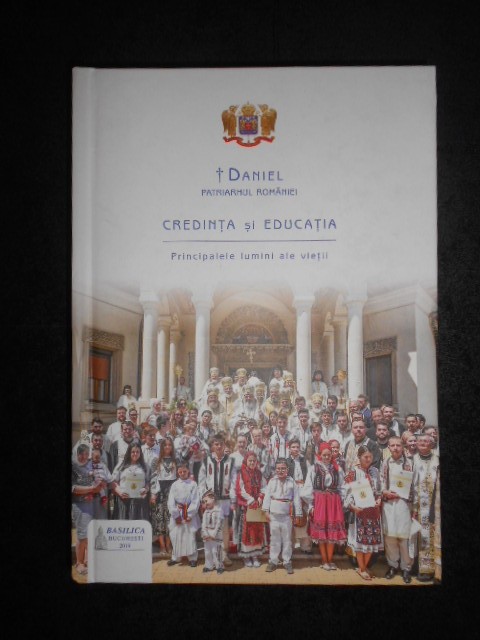 † DANIEL
PATRIARHUL ROMÂNIEI
CREDINȚA și EDUCAȚIA
Principalele lumini ale vieții
BASILICA
BUCUREȘTI
2019